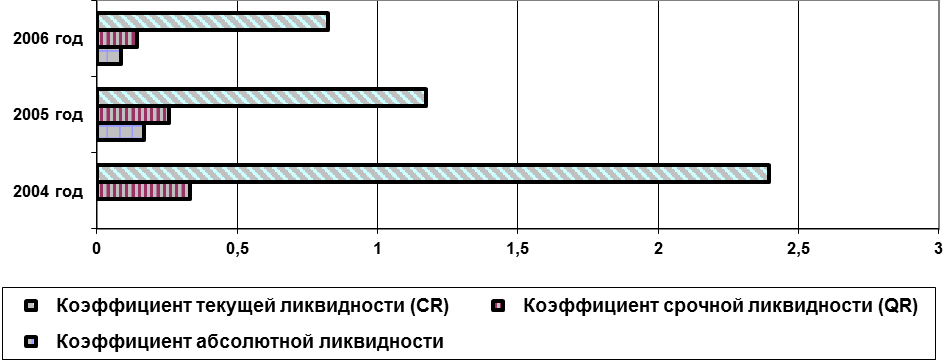 2006 год
2005 год
2004 год
0 0,5 1 1,5 2 2,5 3
Коэффициент текущей ликвидности (CR) Коэффициент срочной ликвидности (QR)
Коэффициент абсолютной ликвидности